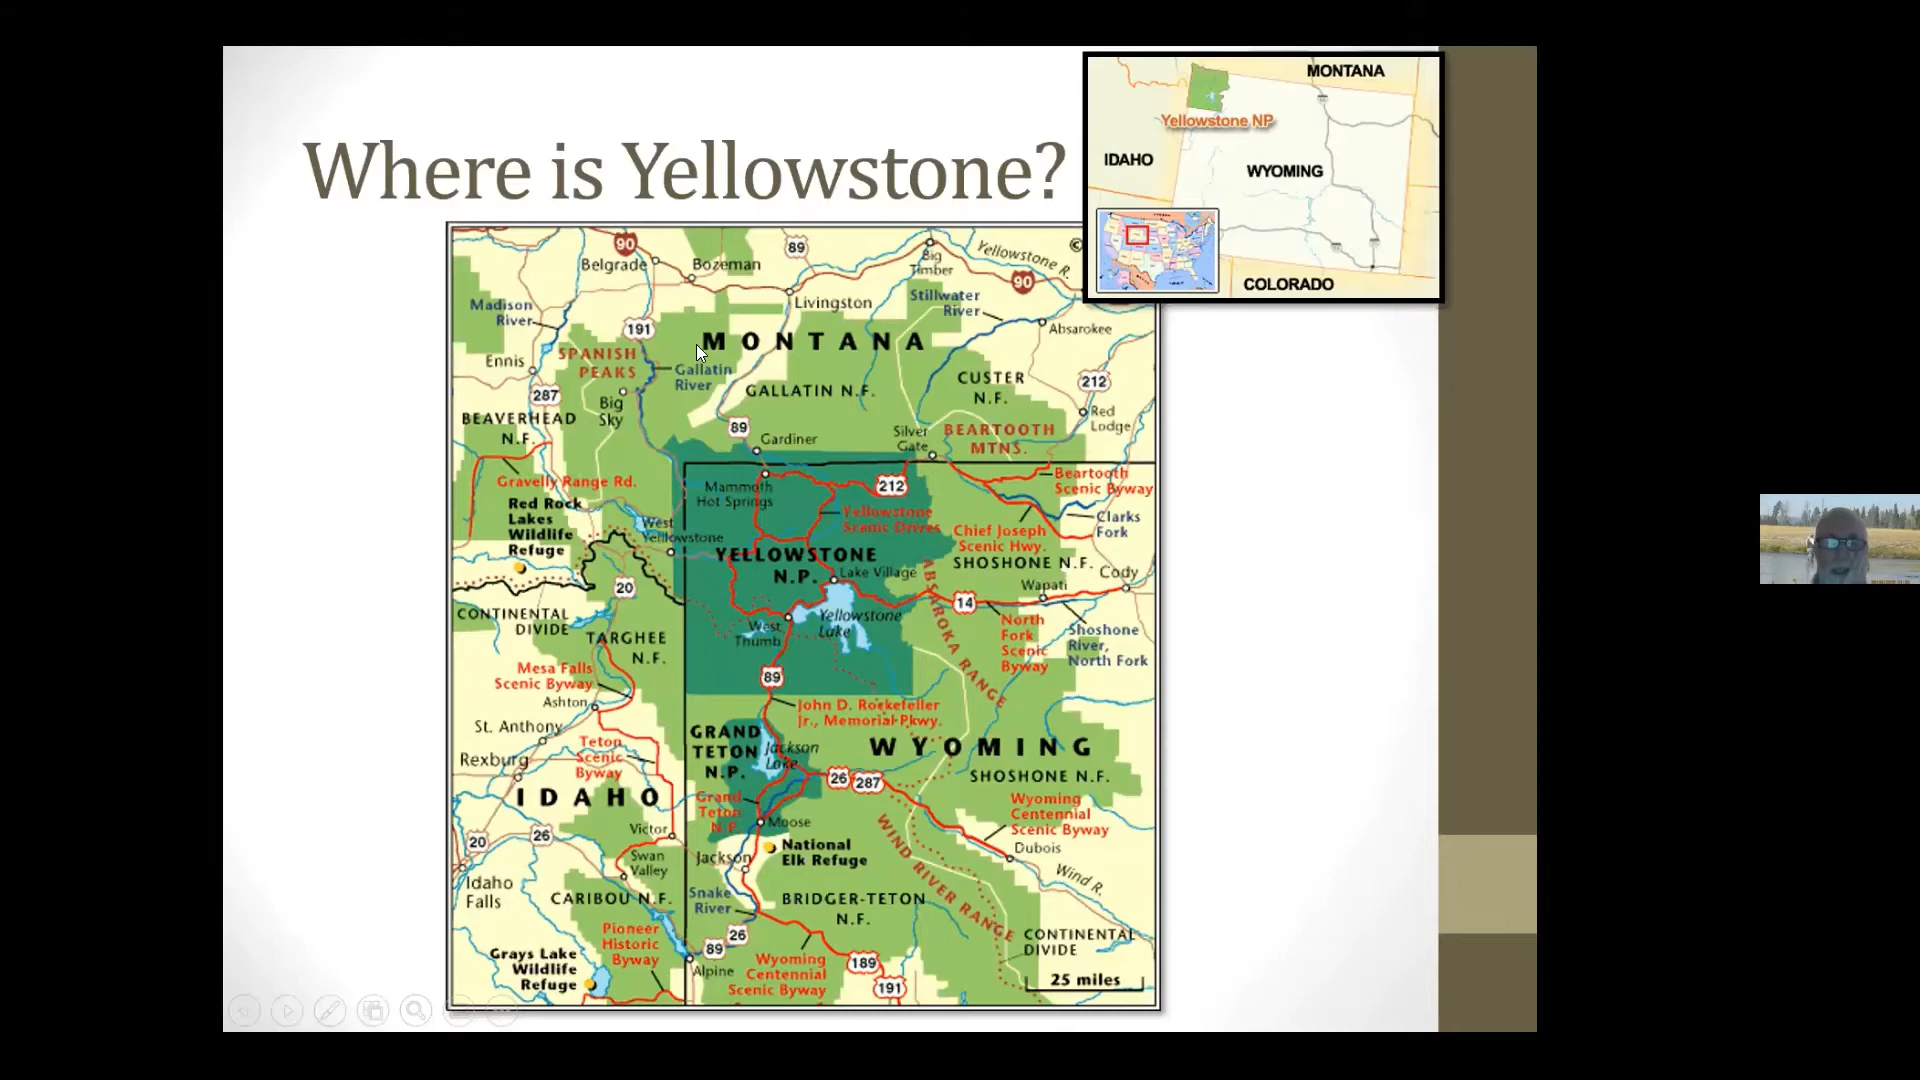 Where is Yellowstone?
MONTANA
Yellowstone NP
IDAHO
WYOMING
COLORADO
90
89
Yellowstone R.
©
Belgrade
Bozeman
Big
Timber
90
Madison
River
Livingston
Stillwater
River
191
Absarokee
MONTANA
SPANISH
PEAKS
Ennis
Gallatin
River
287
GALLATIN N.F.
CUSTER
N.F.
212
Big
Sky
Red
Lodge
BEAVERHEAD
N.F.
89
Gardiner
Silver
Gate
BEARTOOTH
MTNS.
Gravelly Range Rd.
Mammoth
Hot Springs
212
Beartooth
Scenic Byway
Red Rock
Lakes
Wildlife
Refuge
West
Yellowstone
Yellowstone
Scenic Drives
Chief Joseph
Scenic Hwy.
Clarks
Fork
YELLOWSTONE
N.P.
Lake Village
SHOSHONE N.F.
Cody
Wapati
20
14
CONTINENTAL
DIVIDE
West
Thumb
Yellowstone
Lake
ABSAROKA RANGE
North
Fork
Scenic
Byway
Shoshone
River,
North Fork
TARGHEE
N.F.
Mesa Falls
Scenic Byway
89
Ashton
John D. Rockefeller
Jr., Memorial Pkwy.
St. Anthony
GRAND
TETON
N.P.
Jackson
Lake
WYOMING
Rexburg
Teton
Scenic
Byway
26
287
SHOSHONE N.F.
IDAHO
Grand
Teton
N.P.
Wyoming
Centennial
Scenic Byway
Moose
20
26
Victor
WIND RIVER RANGE
Dubois
National
Elk Refuge
Jackson
Swan
Valley
Wind R.
Idaho
Falls
CARIBOU N.F.
Snake
River
BRIDGER-TETON
N.F.
Pioneer
Historic
Byway
26
89
CONTINENTAL
DIVIDE
Grays Lake
Wildlife
Refuge
Alpine
Wyoming
Centennial
Scenic Byway
189
191
25 miles